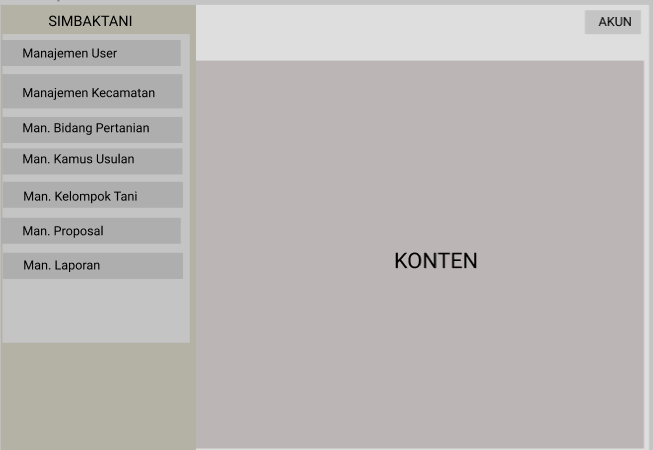 SIMBAKTANI
AKUN
Manajemen User
Manajemen Kecamatan
Man. Bidang Pertanian
Man. Kamus Usulan
Man. Kelompok Tani
Man. Proposal
Man. Laporan
KONTEN